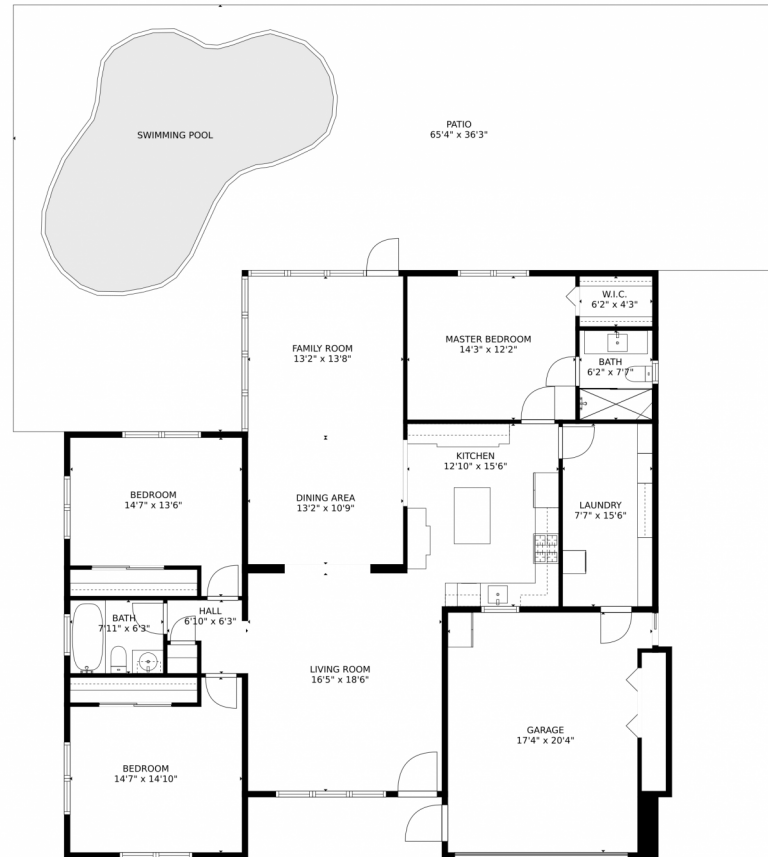 SWIMMING POOL
PATIO
65'4" x 36'3"
W.I.C.
6'2" x 4'3"
FAMILY ROOM
13'2" x 13'8"
MASTER BEDROOM
14'3" x 12'2"
BATH
6'2" x 7'7"
KITCHEN
12'10" x 15'6"
BEDROOM
14'7" x 13'6"
DINING AREA
13'2" x 10'9"
LAUNDRY
7'7" x 15'6"
BATH
7'11" x 6'3"
HALL
6'10" x 6'3"
LIVING ROOM
16'5" x 18'6"
GARAGE
17'4" x 20'4"
BEDROOM
14'7" x 14'10"